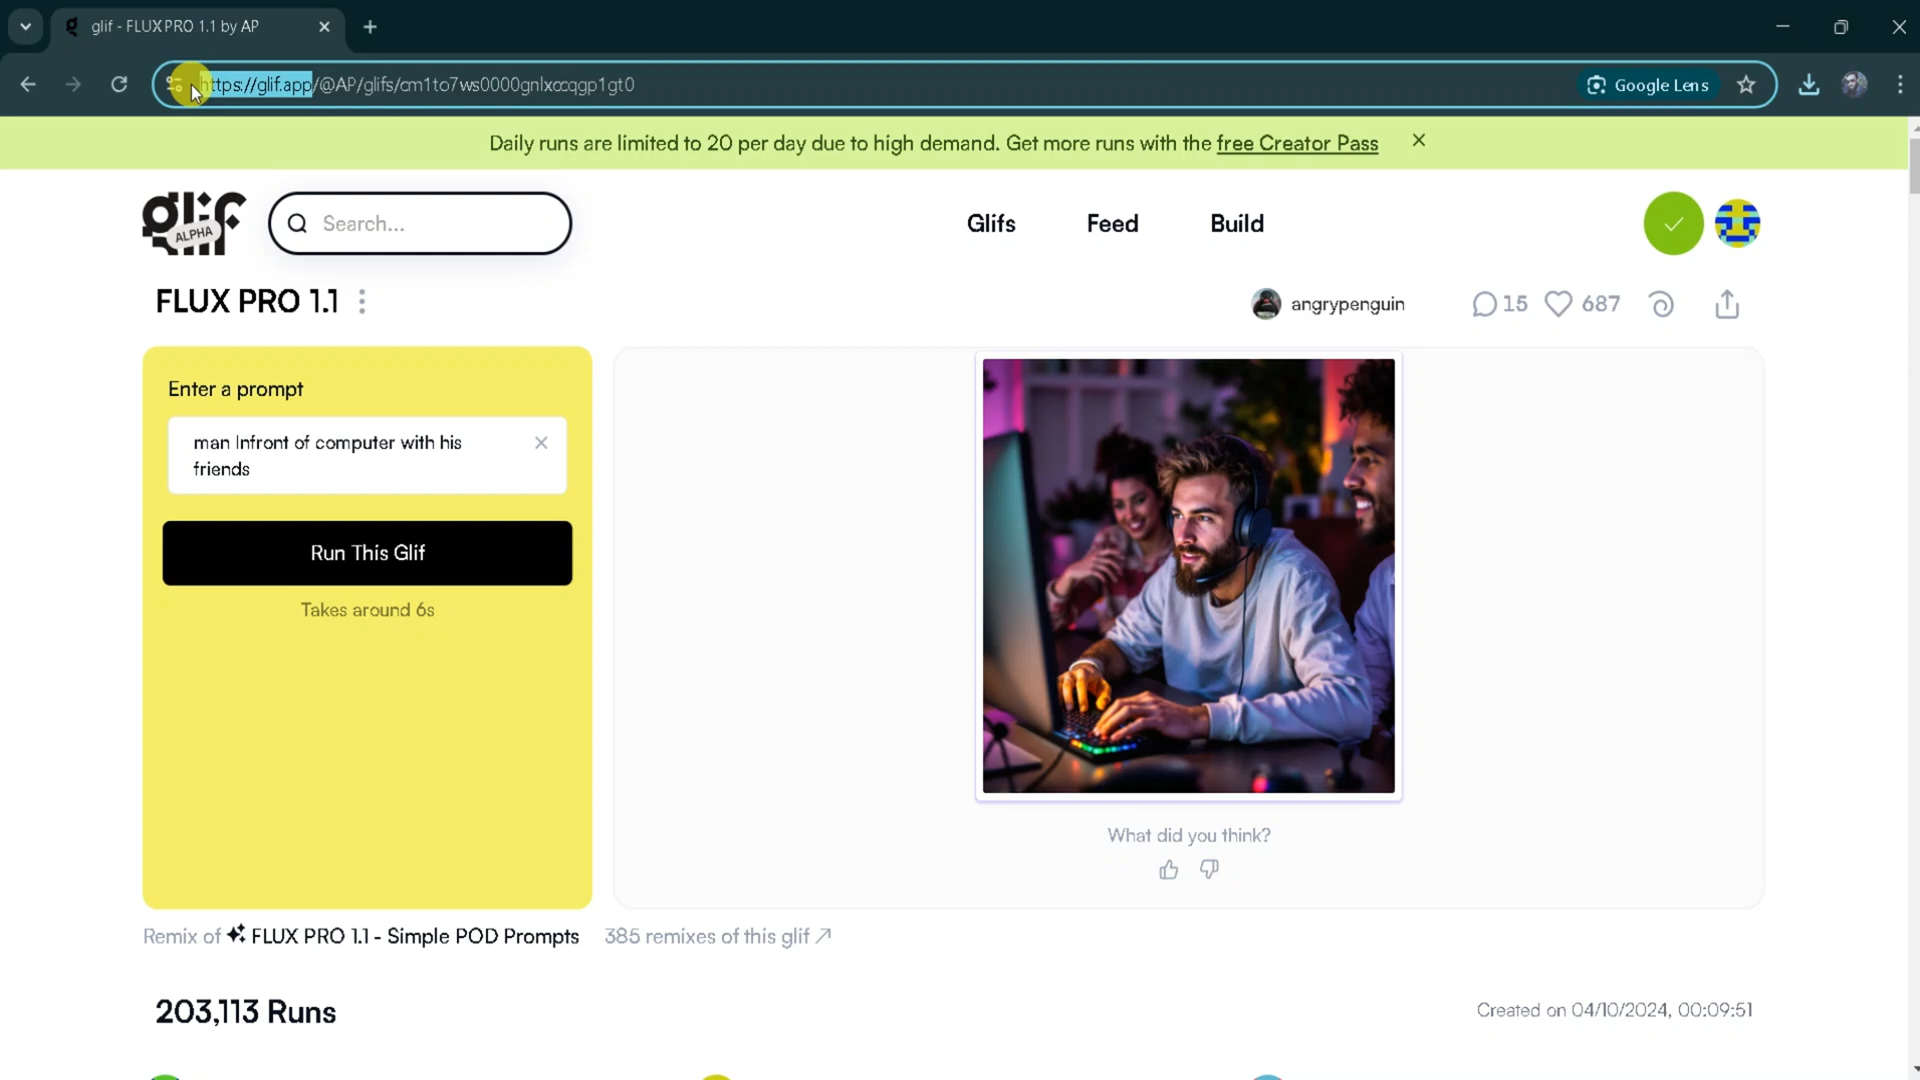 glif - FLUX PRO 1.1 by AP
https://glif.app/@AP/glifs/cm1to7ws0000gnlxccqgp1gt0
Google Lens
Daily runs are limited to 20 per day due to high demand. Get more runs with the free Creator Pass
glif
ALPHA
Search...
Glifs
Feed
Build
FLUX PRO 1.1
angrypenguin
15
687
Enter a prompt
man Infront of computer with his
friends
Run This Glif
Takes around 6s
What did you think?
Remix of FLUX PRO 1.1 - Simple POD Prompts
385 remixes of this glif
203,113 Runs
Created on 04/10/2024, 00:09:51